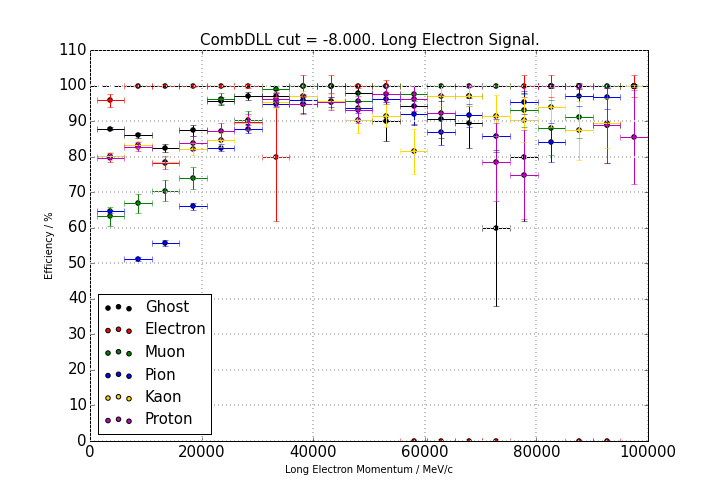 CombDLL cut = -8.000. Long Electron Signal.
110
100
90
80
70
60
50
40
30
20
10
0
Efficiency / %
Ghost
Electron
Muon
Pion
Kaon
Proton
0 20000 40000 60000 80000 100000
Long Electron Momentum / MeV/c